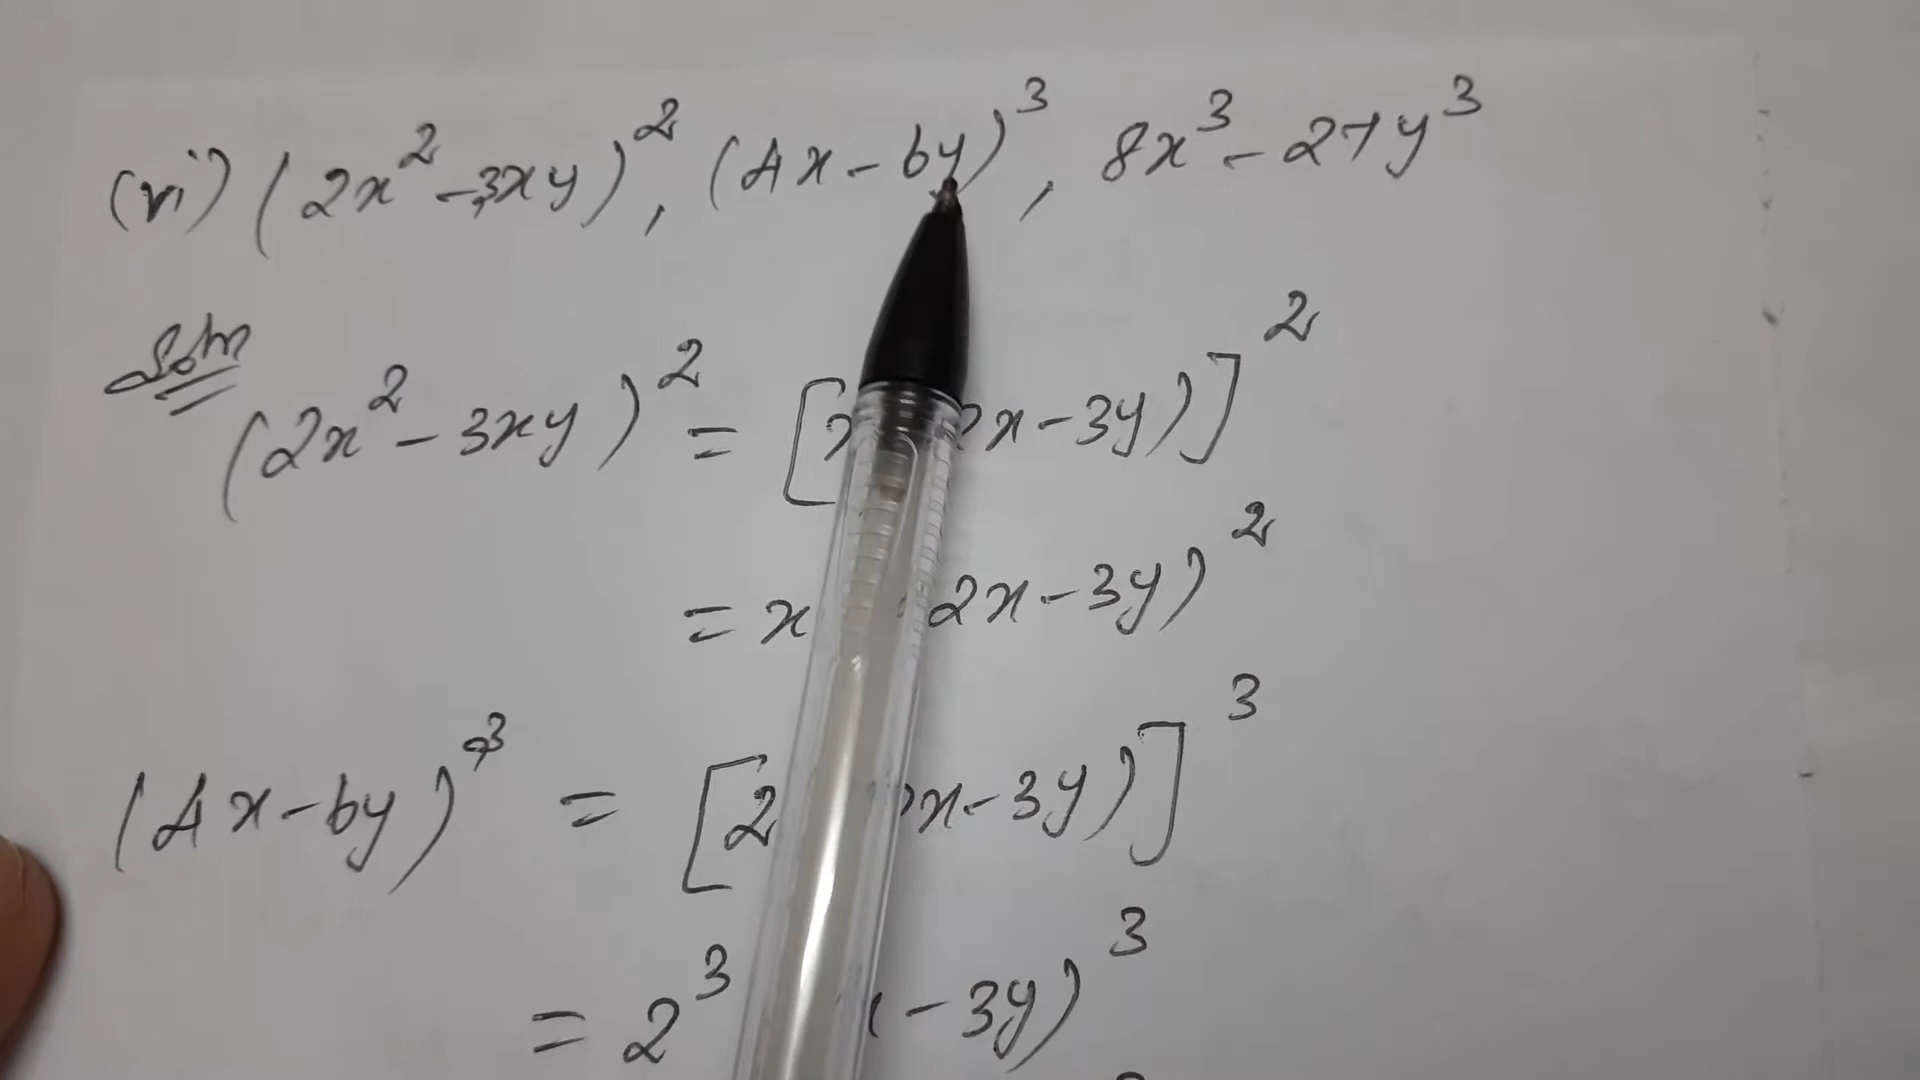 (vi) (2x² - 3xy)², (4x - 6y)³, 8x³ - 27y³
Soln
(2x² - 3xy)² = [x 2x - 3y)]²
= x 2x - 3y)²
(4x - 6y)³ = [2 x - 3y)]³
= 2³ - 3y)³